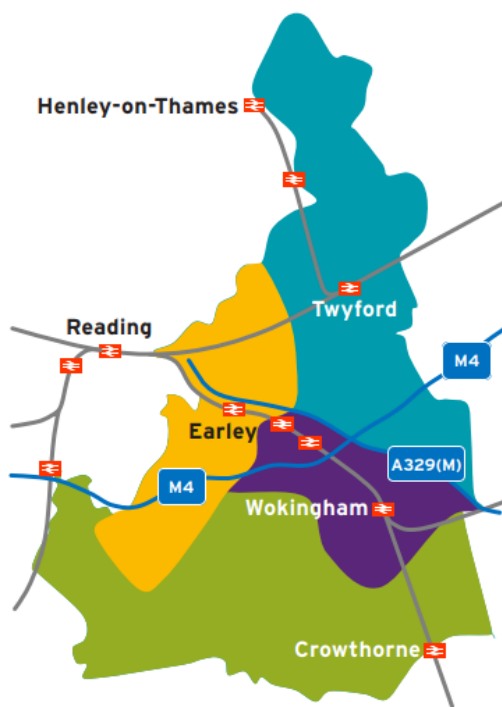 Henley-on-Thames
Twyford
Reading
M4
Earley
A329(M)
M4
Wokingham
Crowthorne